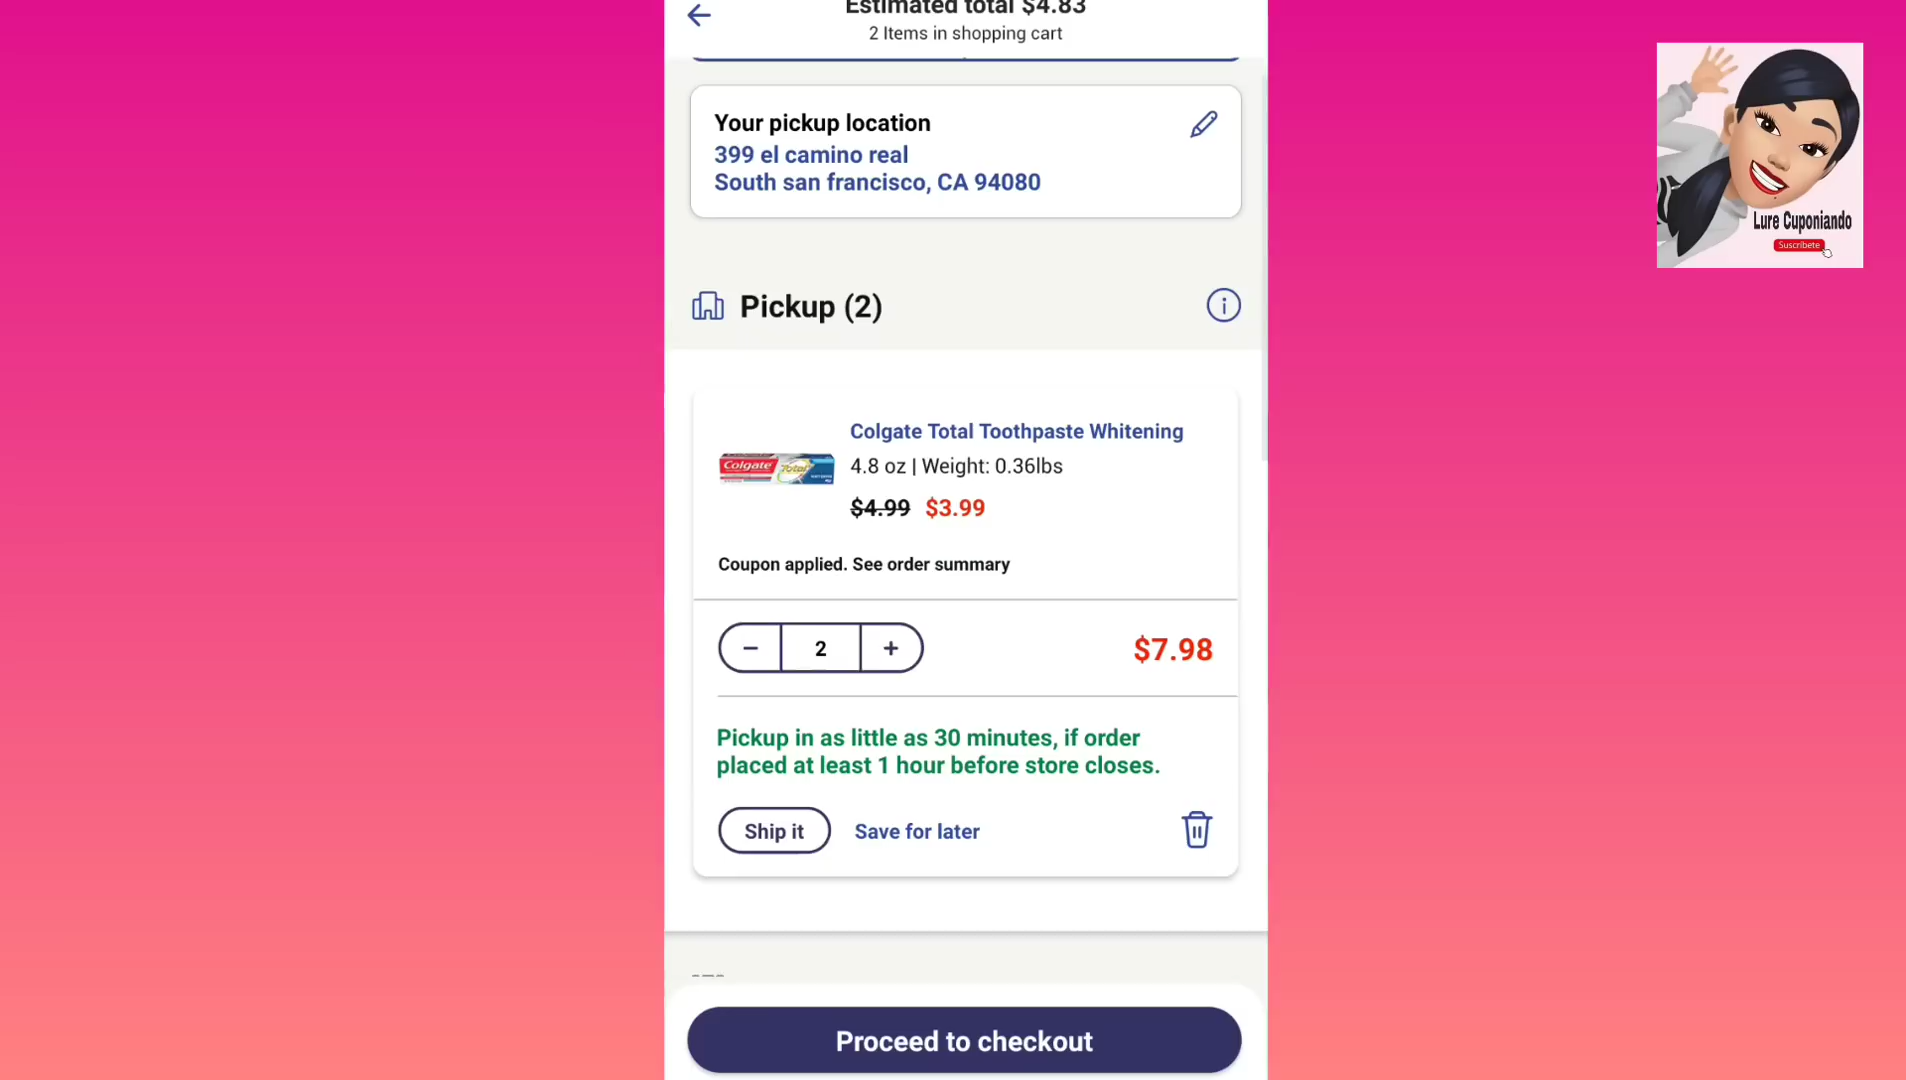 Estimated total $4.83
2 Items in shopping cart
Your pickup location
399 el camino real
South san francisco, CA 94080
Pickup (2)
Colgate Total Toothpaste Whitening
4.8 oz | Weight: 0.36lbs
$4.99 $3.99
Colgate Total
Coupon applied. See order summary
− 2 + $7.98
Pickup in as little as 30 minutes, if order
placed at least 1 hour before store closes.
Ship it Save for later
Proceed to checkout
Lure Cuponiando
Suscríbete